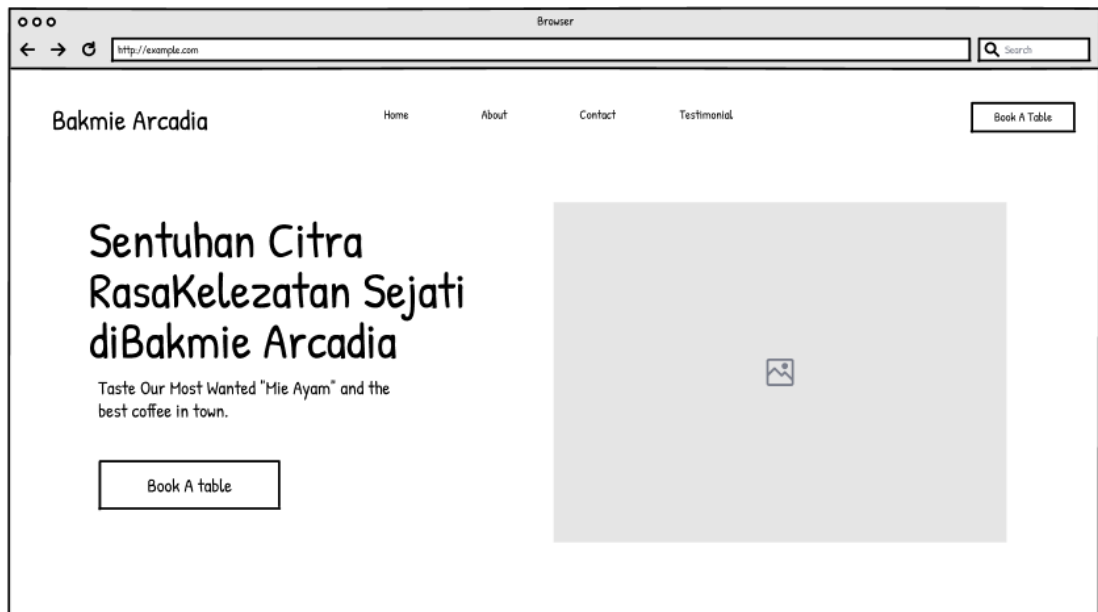 Browser
http://example.com
Search
Bakmie Arcadia
Home
About
Contact
Testimonial
Book A Table
Sentuhan Citra
RasaKelezatan Sejati
diBakmie Arcadia
Taste Our Most Wanted "Mie Ayam" and the
best coffee in town.
Book A table